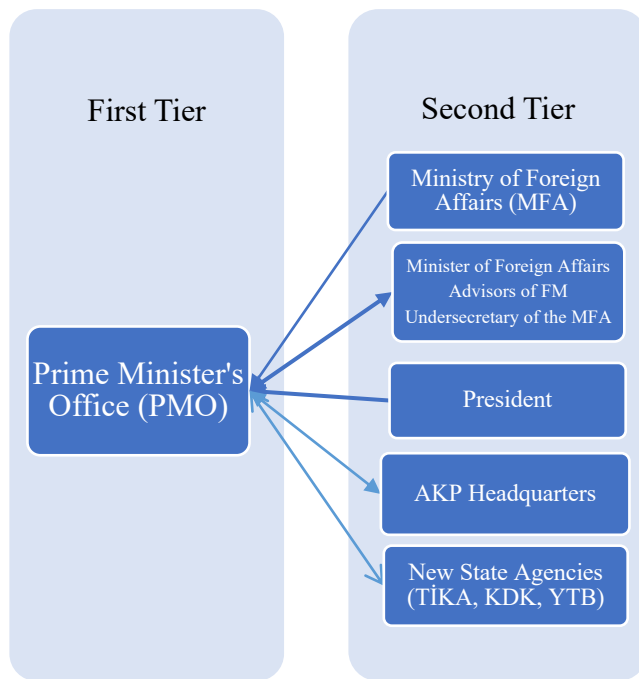 First Tier
Prime Minister's
Office (PMO)
Second Tier
Ministry of Foreign
Affairs (MFA)
Minister of Foreign Affairs
Advisors of FM
Undersecretary of the MFA
President
AKP Headquarters
New State Agencies
(TİKA, KDK, YTB)